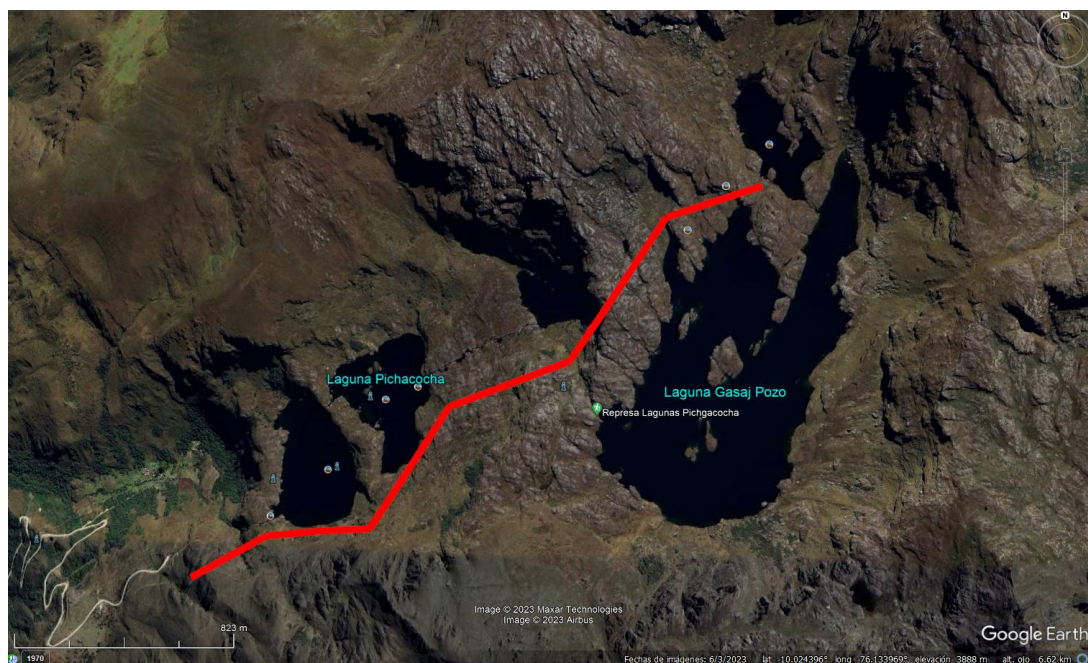 N
Laguna Pichacocha
Laguna Gasaj Pozo
Represa Lagunas Pichgacocha
Image © 2023 Maxar Technologies
Image © 2023 Airbus
823 m
Google Earth
1970
Fechas de imágenes: 6/3/2023 lat -10.024396° long -76.133969° elevación 3888 m alt. ojo 6.62 km